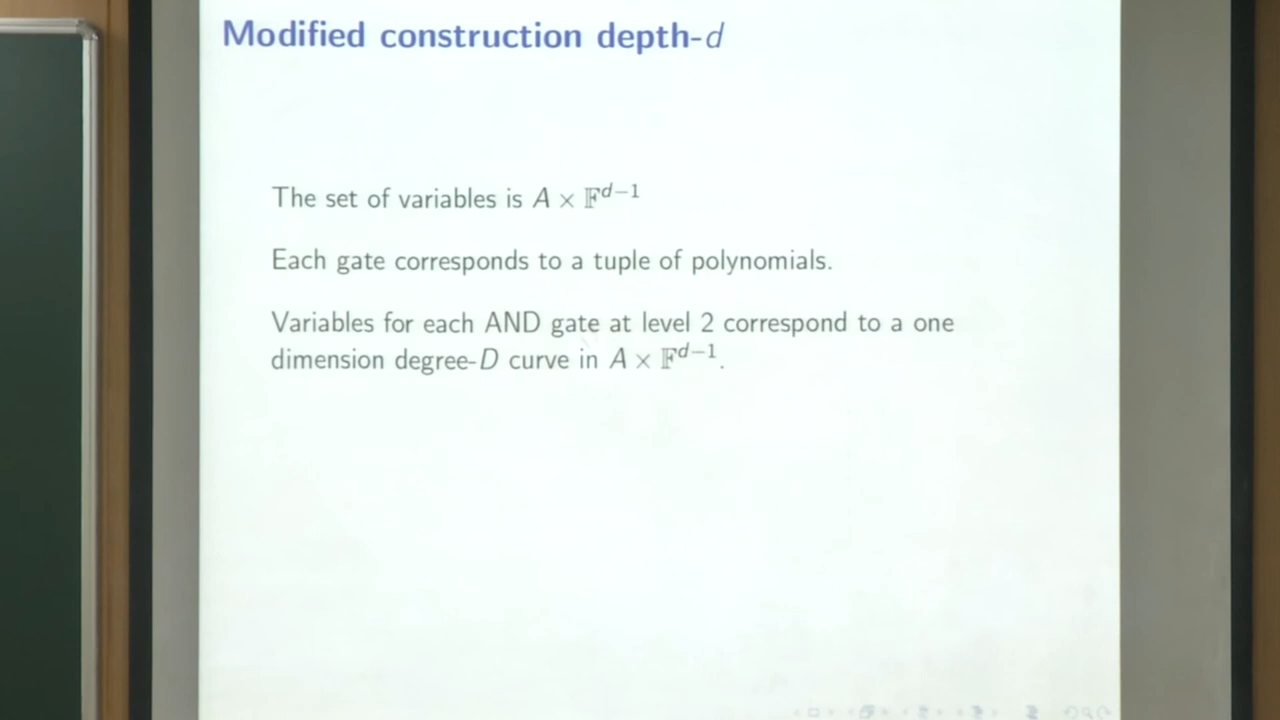 Modified construction depth-d
The set of variables is A × 𝔽^{d−1}
Each gate corresponds to a tuple of polynomials.
Variables for each AND gate at level 2 correspond to a one
dimension degree-D curve in A × 𝔽^{d−1}.